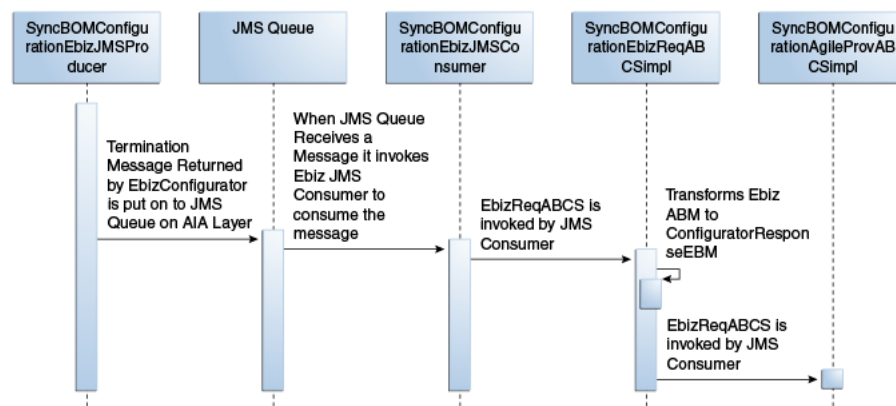 SyncBOMConfigu
rationEbizJMSPro
ducer
JMS Queue
SyncBOMConfigu
rationEbizJMSCo
nsumer
SyncBOMConfigu
rationEbizReqAB
CSimpl
SyncBOMConfigu
rationAgileProvAB
CSimpl
Termination
Message Returned
by EbizConfigurator
is put on to JMS
Queue on AIA Layer
When JMS Queue
Receives a
Message it invokes
Ebiz JMS
Consumer to
consume the
message
EbizReqABCS is
invoked by JMS
Consumer
Transforms Ebiz
ABM to
ConfiguratorRespon
seEBM
EbizReqABCS is
invoked by JMS
Consumer